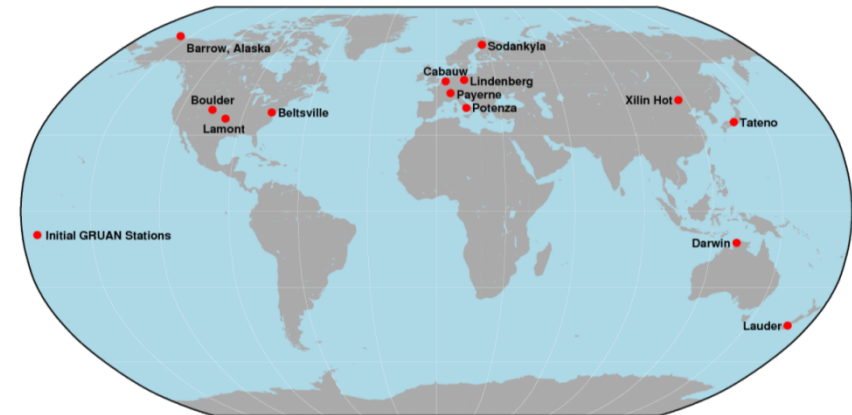 Barrow, Alaska
Sodankyla
Cabauw
Lindenberg
Payerne
Potenza
Boulder
Lamont
Beltsville
Xilin Hot
Tateno
Initial GRUAN Stations
Darwin
Lauder